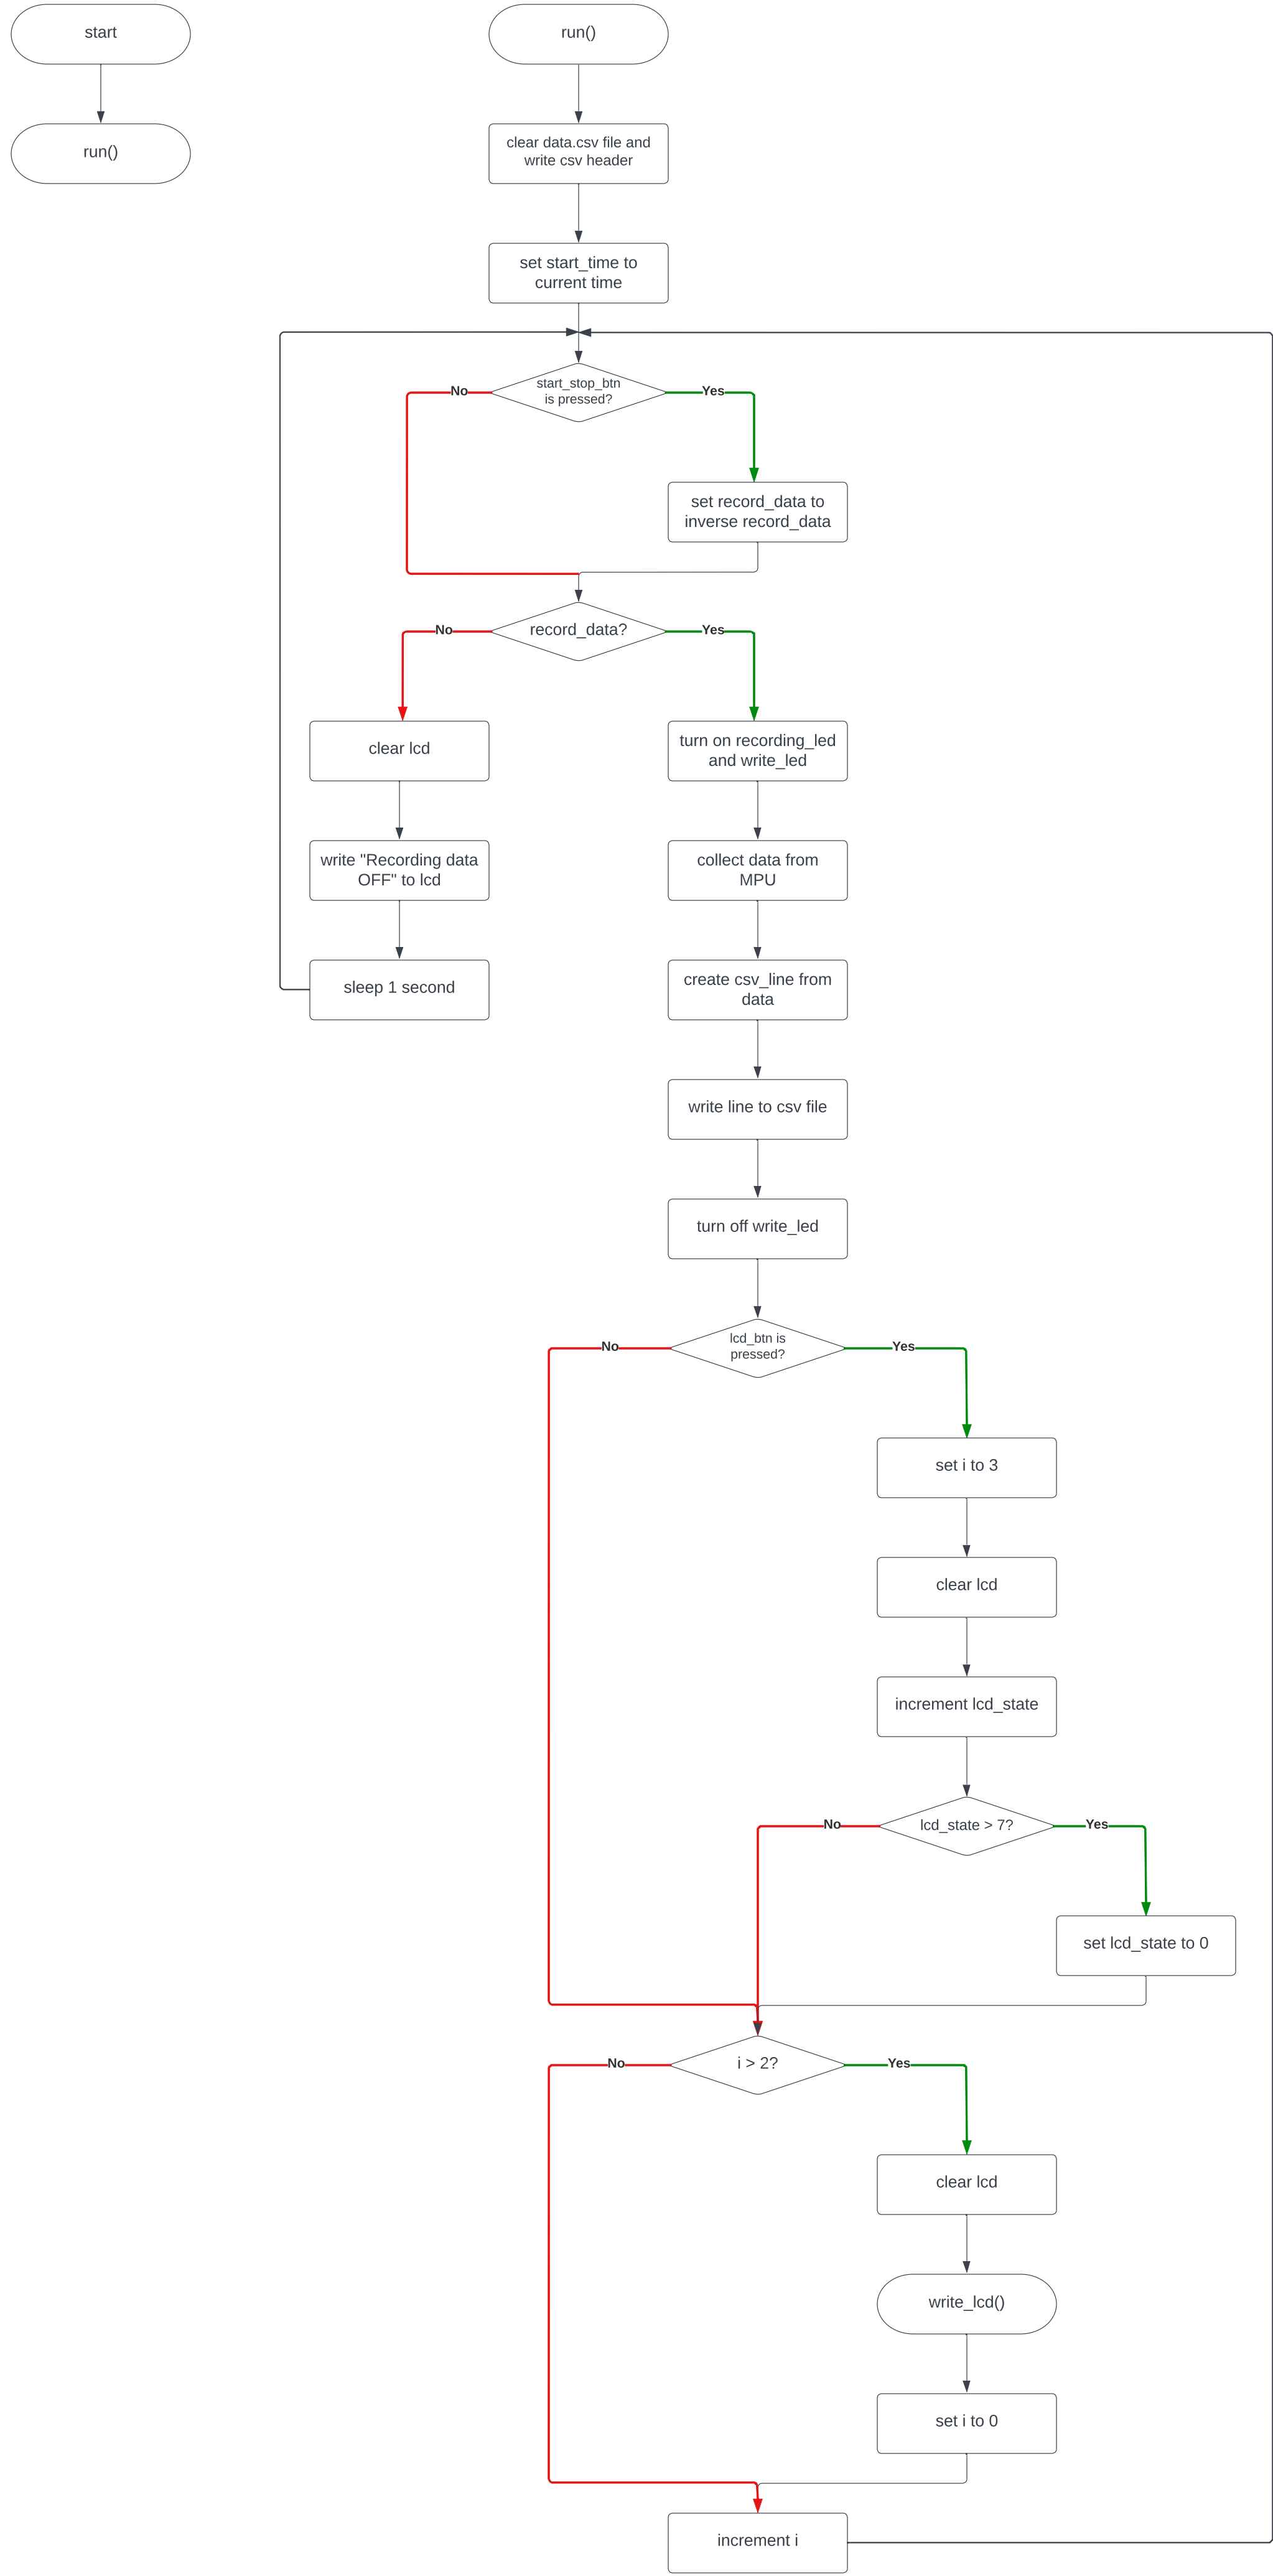 start
run()
run()
clear data.csv file and
write csv header
set start_time to
current time
start_stop_btn
is pressed?
No
Yes
set record_data to
inverse record_data
record_data?
No
Yes
clear lcd
write "Recording data
OFF" to lcd
sleep 1 second
turn on recording_led
and write_led
collect data from
MPU
create csv_line from
data
write line to csv file
turn off write_led
lcd_btn is
pressed?
No
Yes
set i to 3
clear lcd
increment lcd_state
lcd_state > 7?
No
Yes
set lcd_state to 0
i > 2?
No
Yes
clear lcd
write_lcd()
set i to 0
increment i